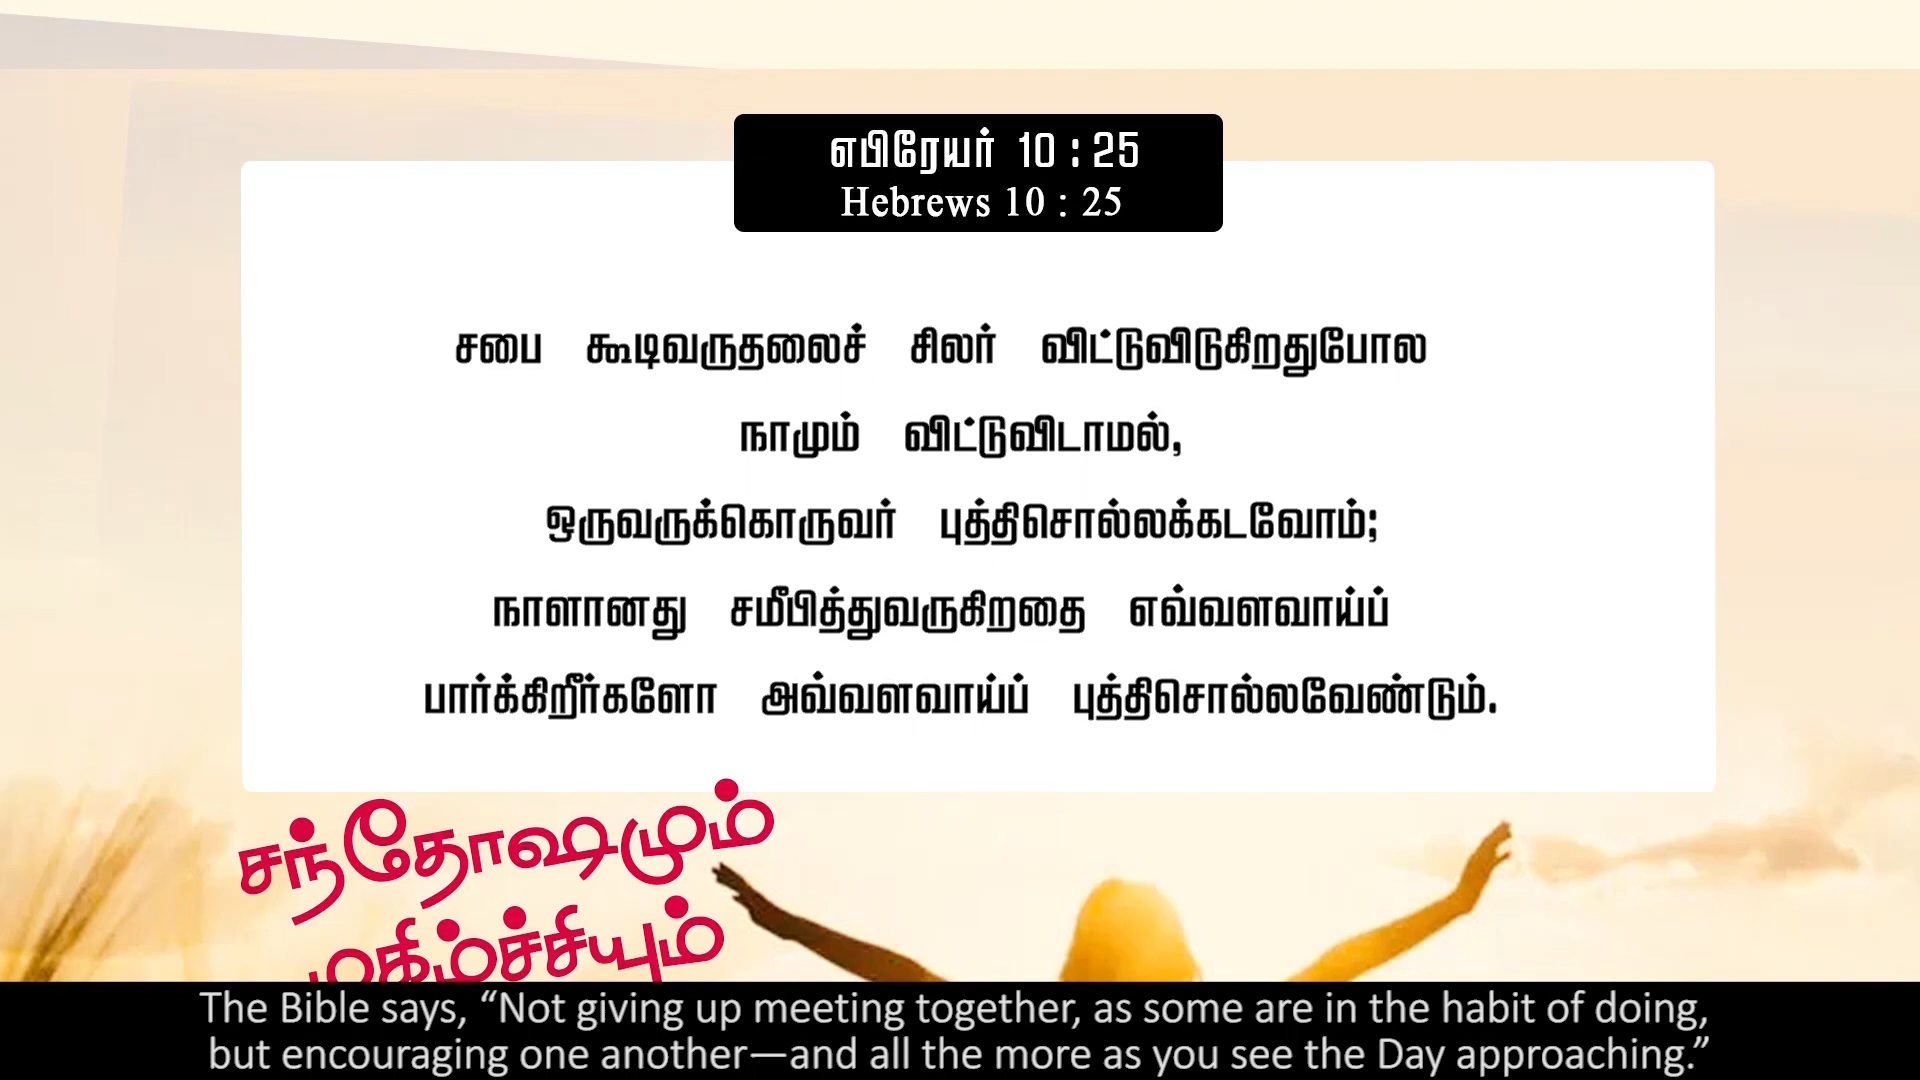 எபிரேயர் 10 : 25
Hebrews 10 : 25
சபை கூடிவருதலைச் சிலர் விட்டுவிடுகிறதுபோல
நாமும் விட்டுவிடாமல்,
ஒருவருக்கொருவர் புத்திசொல்லக்கடவோம்;
நாளானது சமீபித்துவருகிறதை எவ்வளவாய்ப்
பார்க்கிறீர்களோ அவ்வளவாய்ப் புத்திசொல்லவேண்டும்.
சந்தோஷமும்
மகிழ்ச்சியும்
The Bible says, “Not giving up meeting together, as some are in the habit of doing,
but encouraging one another—and all the more as you see the Day approaching.”